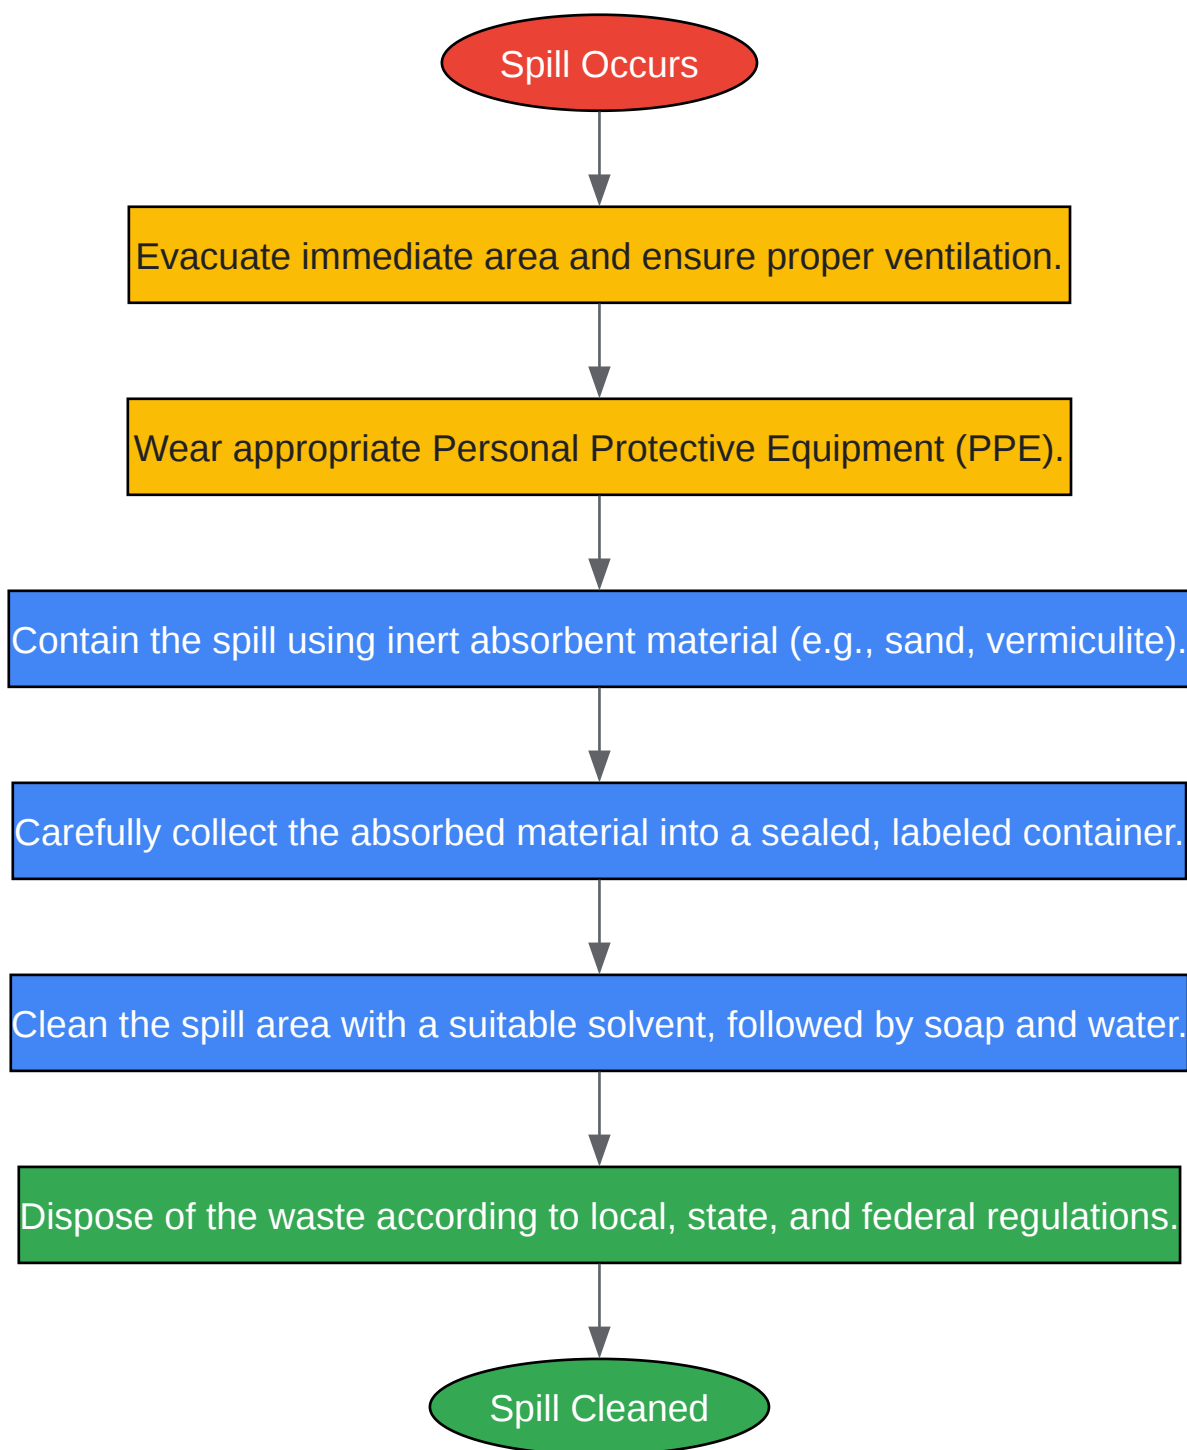 Spill Occurs
Evacuate immediate area and ensure proper ventilation.
Wear appropriate Personal Protective Equipment (PPE).
Contain the spill using inert absorbent material (e.g., sand, vermiculite).
Carefully collect the absorbed material into a sealed, labeled container.
Clean the spill area with a suitable solvent, followed by soap and water.
Dispose of the waste according to local, state, and federal regulations.
Spill Cleaned